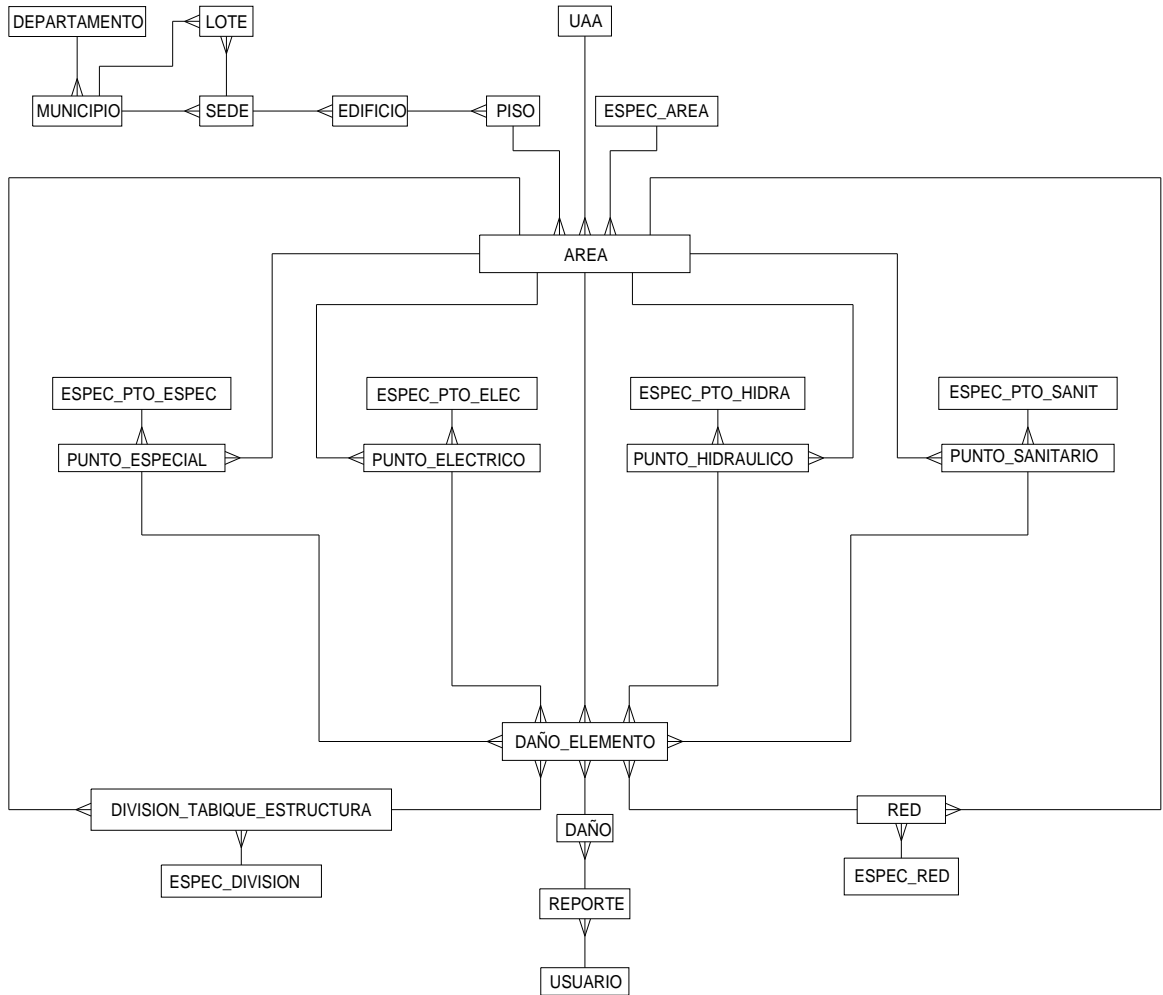 DEPARTAMENTO
LOTE
UAA
MUNICIPIO
SEDE
EDIFICIO
PISO
ESPEC_AREA
AREA
ESPEC_PTO_ESPEC
ESPEC_PTO_ELEC
ESPEC_PTO_HIDRA
ESPEC_PTO_SANIT
PUNTO_ESPECIAL
PUNTO_ELECTRICO
PUNTO_HIDRAULICO
PUNTO_SANITARIO
DAÑO_ELEMENTO
DIVISION_TABIQUE_ESTRUCTURA
RED
DAÑO
ESPEC_DIVISION
ESPEC_RED
REPORTE
USUARIO